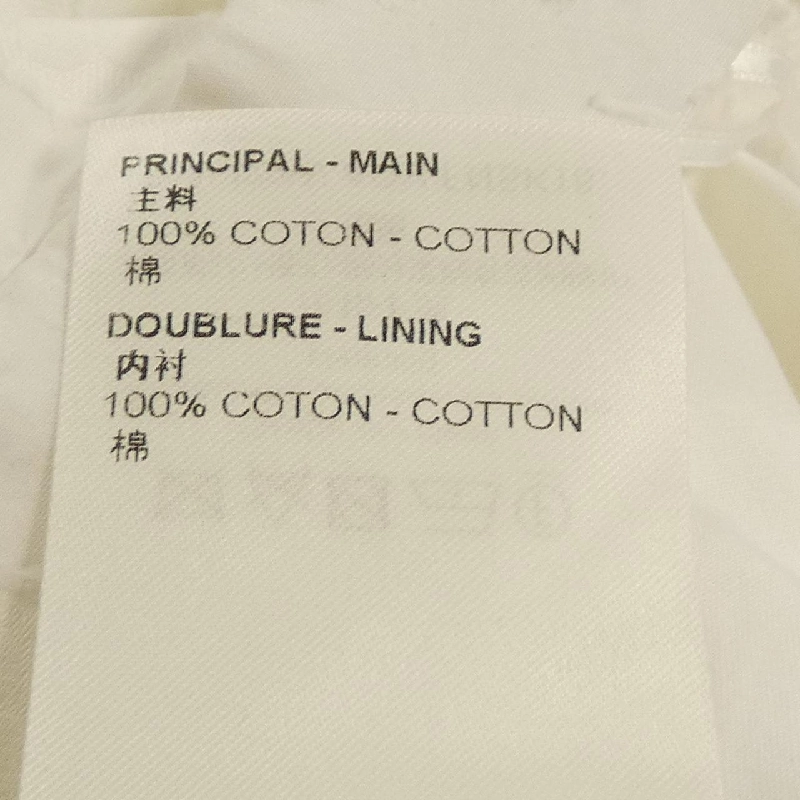 PRINCIPAL - MAIN
主料
100% COTON - COTTON
棉
DOUBLURE - LINING
内衬
100% COTON - COTTON
棉